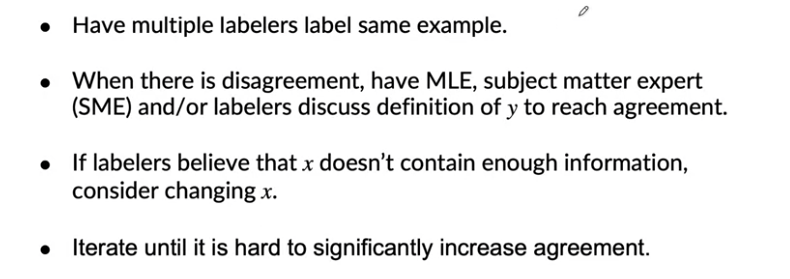 • Have multiple labelers label same example.
• When there is disagreement, have MLE, subject matter expert
(SME) and/or labelers discuss definition of y to reach agreement.
• If labelers believe that x doesn't contain enough information,
consider changing x.
• Iterate until it is hard to significantly increase agreement.